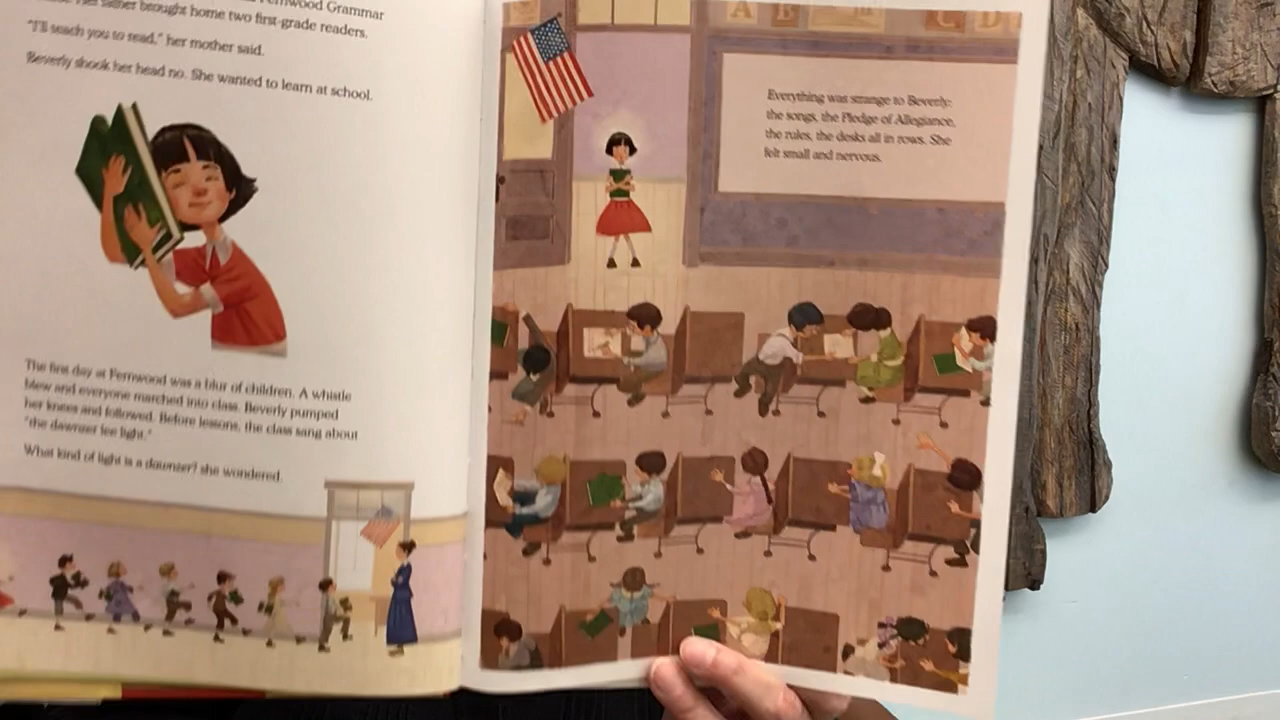 Fernwood Grammar
father brought home two first-grade readers.
"I'll teach you to read," her mother said.
Beverly shook her head no. She wanted to learn at school.
The first day at Fernwood was a blur of children. A whistle
blew and everyone marched into class. Beverly pumped
her knees and followed. Before lessons, the class sang about
"the dawnzer lee light."
What kind of light is a dawnzer? she wondered.
A B C D
Everything was strange to Beverly:
the songs, the Pledge of Allegiance,
the rules, the desks all in rows. She
felt small and nervous.